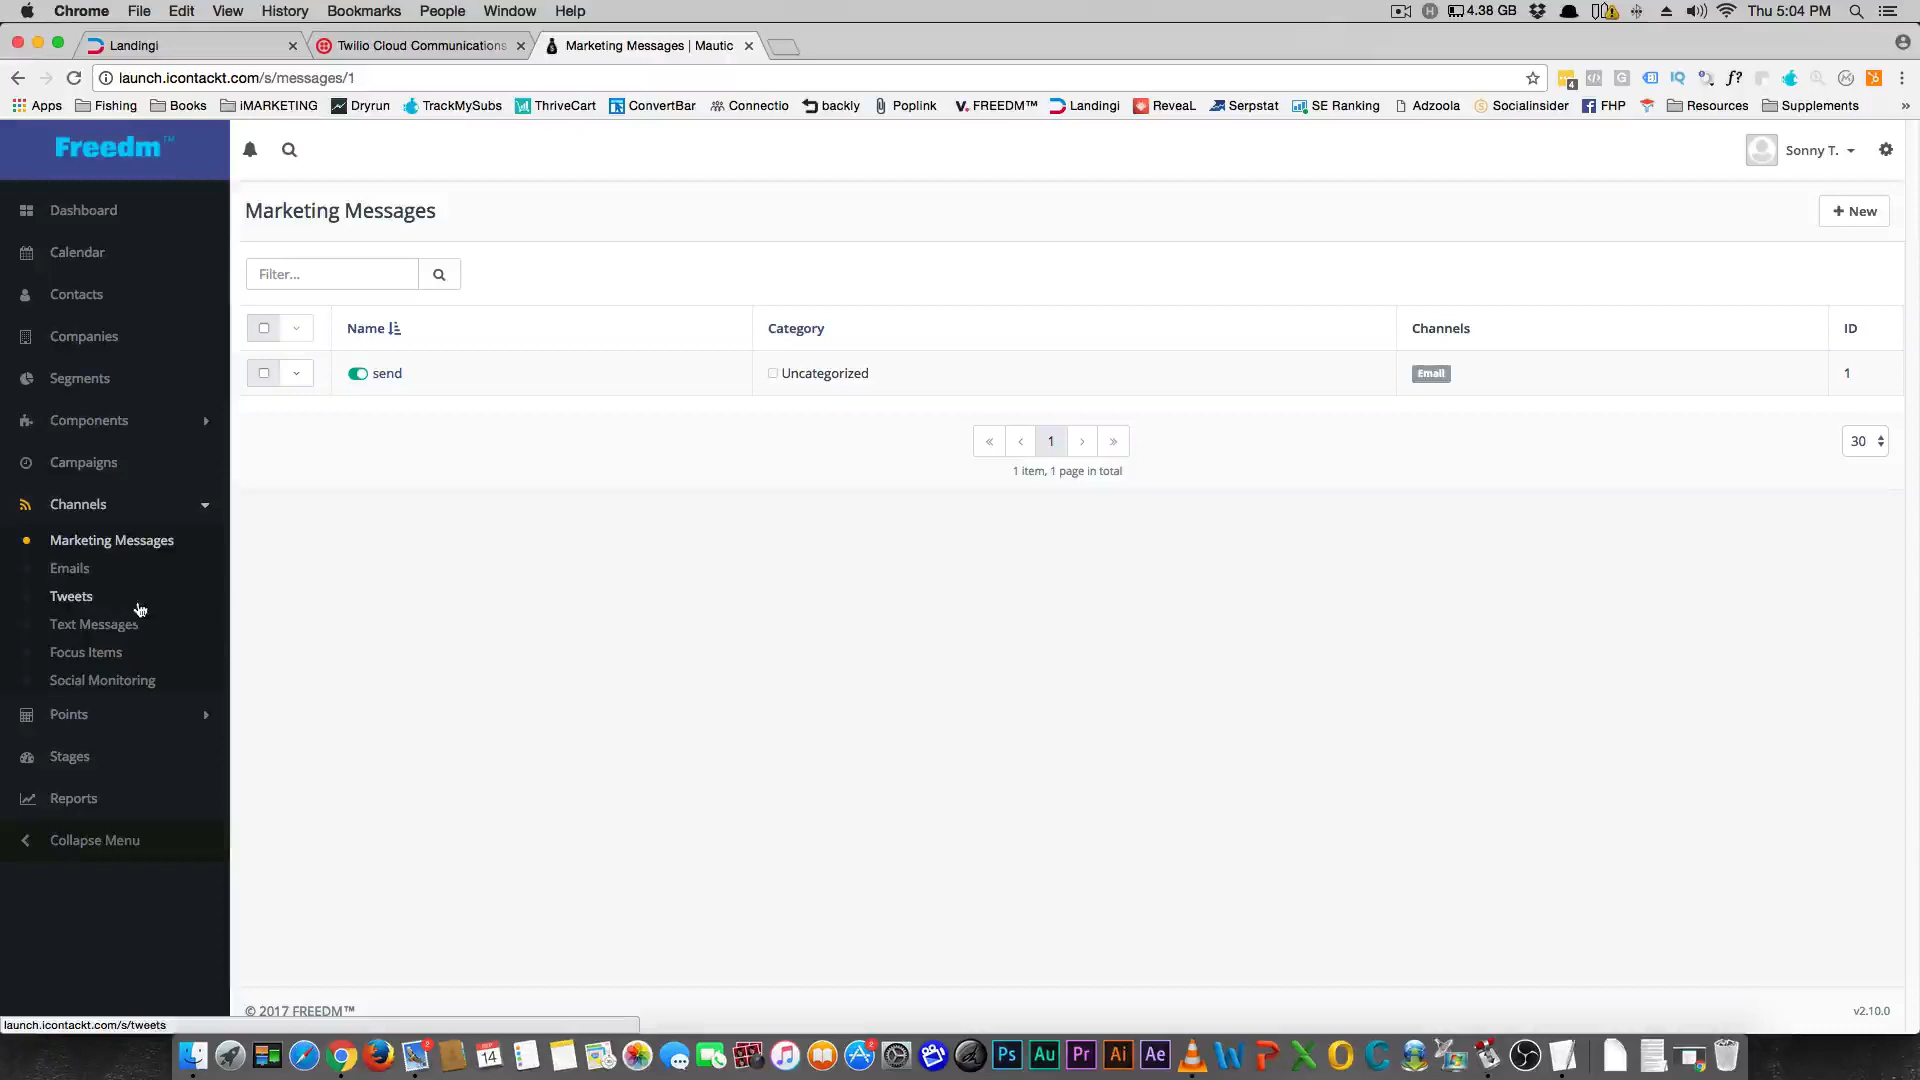 Chrome File Edit View History Bookmarks People Window Help 4.38 GB Thu 5:04 PM
Landingi Twilio Cloud Communications Marketing Messages | Mautic
launch.icontackt.com/s/messages/1
Apps Fishing Books iMARKETING Dryrun TrackMySubs ThriveCart ConvertBar Connectio backly Poplink V. FREEDM™ Landingi ReveaL Serpstat SE Ranking Adzoola Socialinsider FHP Resources Supplements »
Freedm™
Sonny T.
Dashboard
Calendar
Contacts
Companies
Segments
Components
Campaigns
Channels
Marketing Messages
Emails
Tweets
Text Messages
Focus Items
Social Monitoring
Points
Stages
Reports
Collapse Menu
Marketing Messages
+ New
Filter...
Name Category Channels ID
send Uncategorized Email 1
« ‹ 1 › »
30
1 item, 1 page in total
© 2017 FREEDM™
v2.10.0
launch.icontackt.com/s/tweets